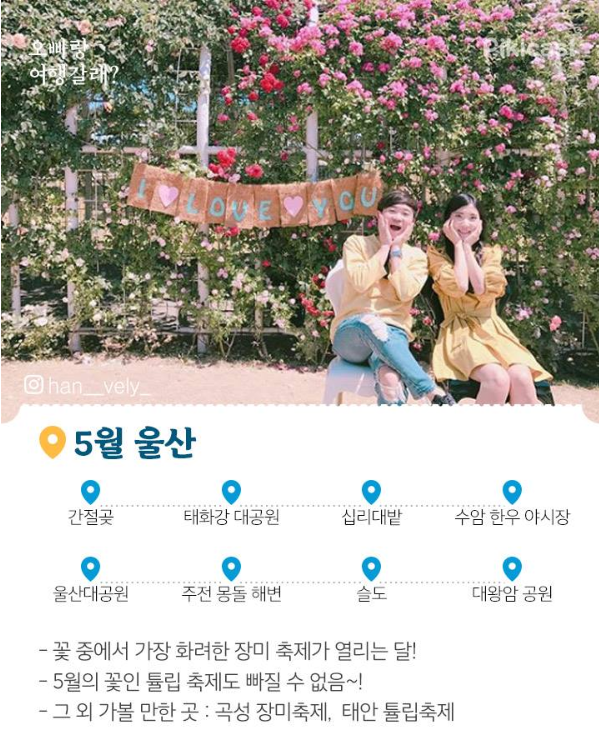 오빠랑
여행갈래?
Pikicast
I ♥ LOVE ♥ YOU
han__vely_
5월 울산
간절곶 태화강 대공원 십리대밭 수암 한우 야시장
울산대공원 주전 몽돌 해변 슬도 대왕암 공원
- 꽃 중에서 가장 화려한 장미 축제가 열리는 달!
- 5월의 꽃인 튤립 축제도 빠질 수 없음~!
- 그 외 가볼 만한 곳 : 곡성 장미축제, 태안 튤립축제